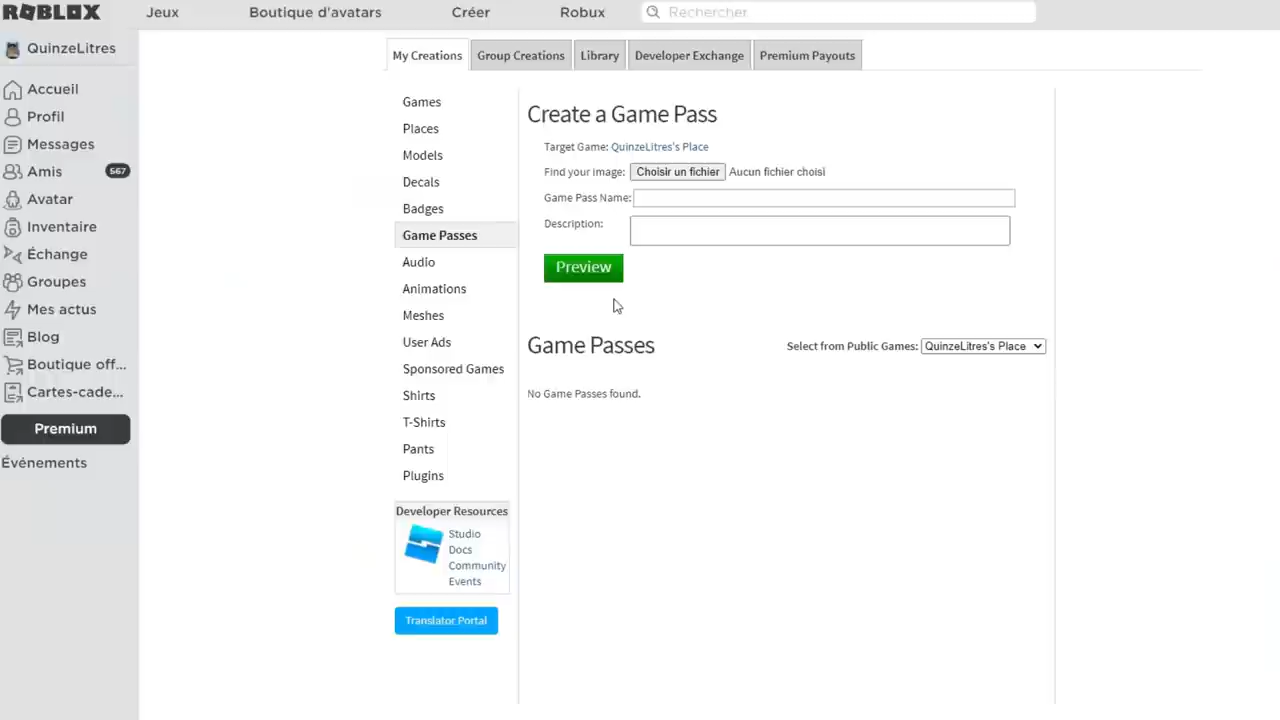 ROBLOX
Jeux
Boutique d'avatars
Créer
Robux
Rechercher
QuinzeLitres
Accueil
Profil
Messages
Amis
567
Avatar
Inventaire
Échange
Groupes
Mes actus
Blog
Boutique off...
Cartes-cade...
Premium
Événements
My Creations
Group Creations
Library
Developer Exchange
Premium Payouts
Games
Places
Models
Decals
Badges
Game Passes
Audio
Animations
Meshes
User Ads
Sponsored Games
Shirts
T-Shirts
Pants
Plugins
Developer Resources
Studio
Docs
Community
Events
Translator Portal
Create a Game Pass
Target Game: QuinzeLitres's Place
Find your image: Choisir un fichier Aucun fichier choisi
Game Pass Name:
Description:
Preview
Game Passes
Select from Public Games: QuinzeLitres's Place
No Game Passes found.